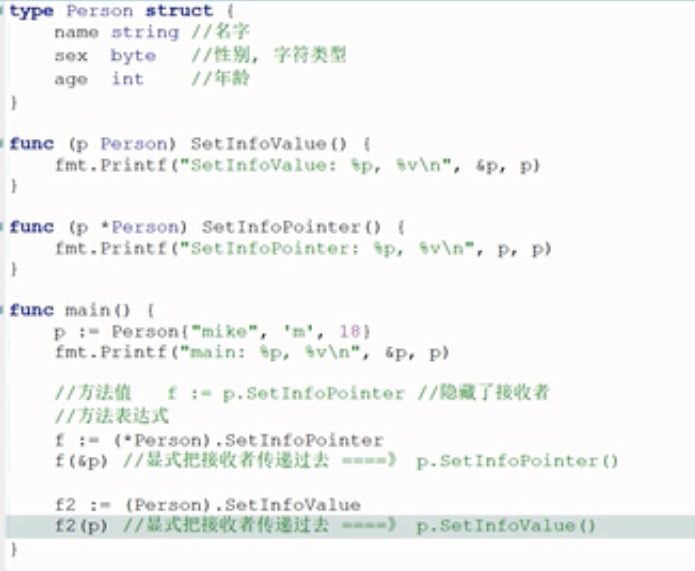 type Person struct {
    name string //名字
    sex  byte   //性别, 字符类型
    age  int    //年龄
}
func (p Person) SetInfoValue() {
    fmt.Printf("SetInfoValue: %p, %v\n", &p, p)
}
func (p *Person) SetInfoPointer() {
    fmt.Printf("SetInfoPointer: %p, %v\n", p, p)
}
func main() {
    p := Person{"mike", 'm', 18}
    fmt.Printf("main: %p, %v\n", &p, p)
    //方法值   f := p.SetInfoPointer //隐藏了接收者
    //方法表达式
    f := (*Person).SetInfoPointer
    f(&p) //显式把接收者传递过去 ====》 p.SetInfoPointer()
    f2 := (Person).SetInfoValue
    f2(p) //显式把接收者传递过去 ====》 p.SetInfoValue()
}